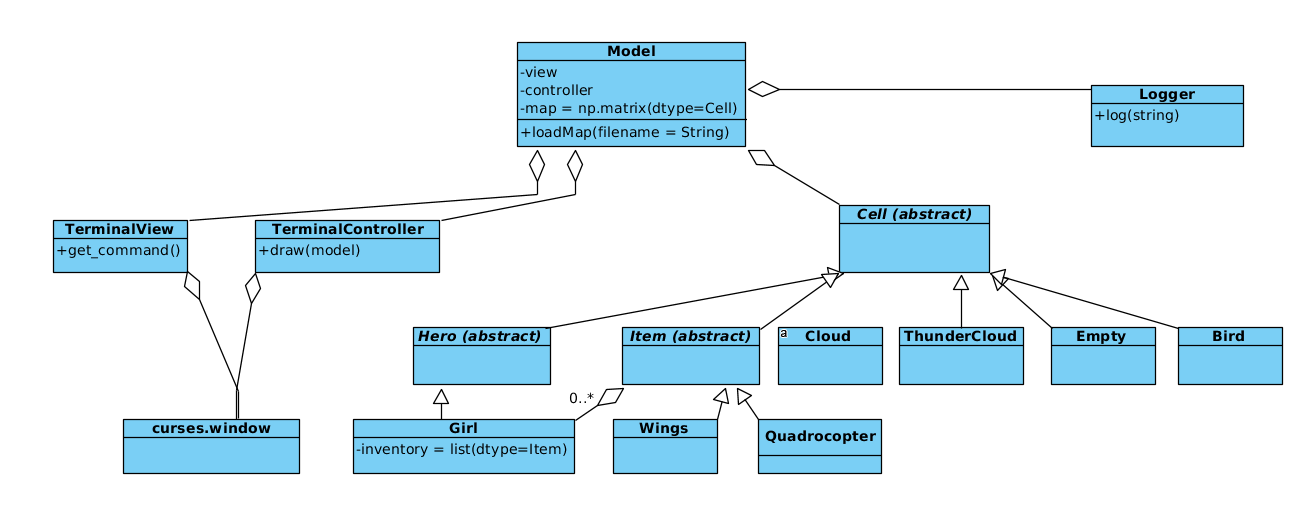 Model
-view
-controller
-map = np.matrix(dtype=Cell)
+loadMap(filename = String)
Logger
+log(string)
TerminalView
+get_command()
TerminalController
+draw(model)
Cell (abstract)
Hero (abstract)
Item (abstract)
a
Cloud
ThunderCloud
Empty
Bird
0..*
curses.window
Girl
-inventory = list(dtype=Item)
Wings
Quadrocopter